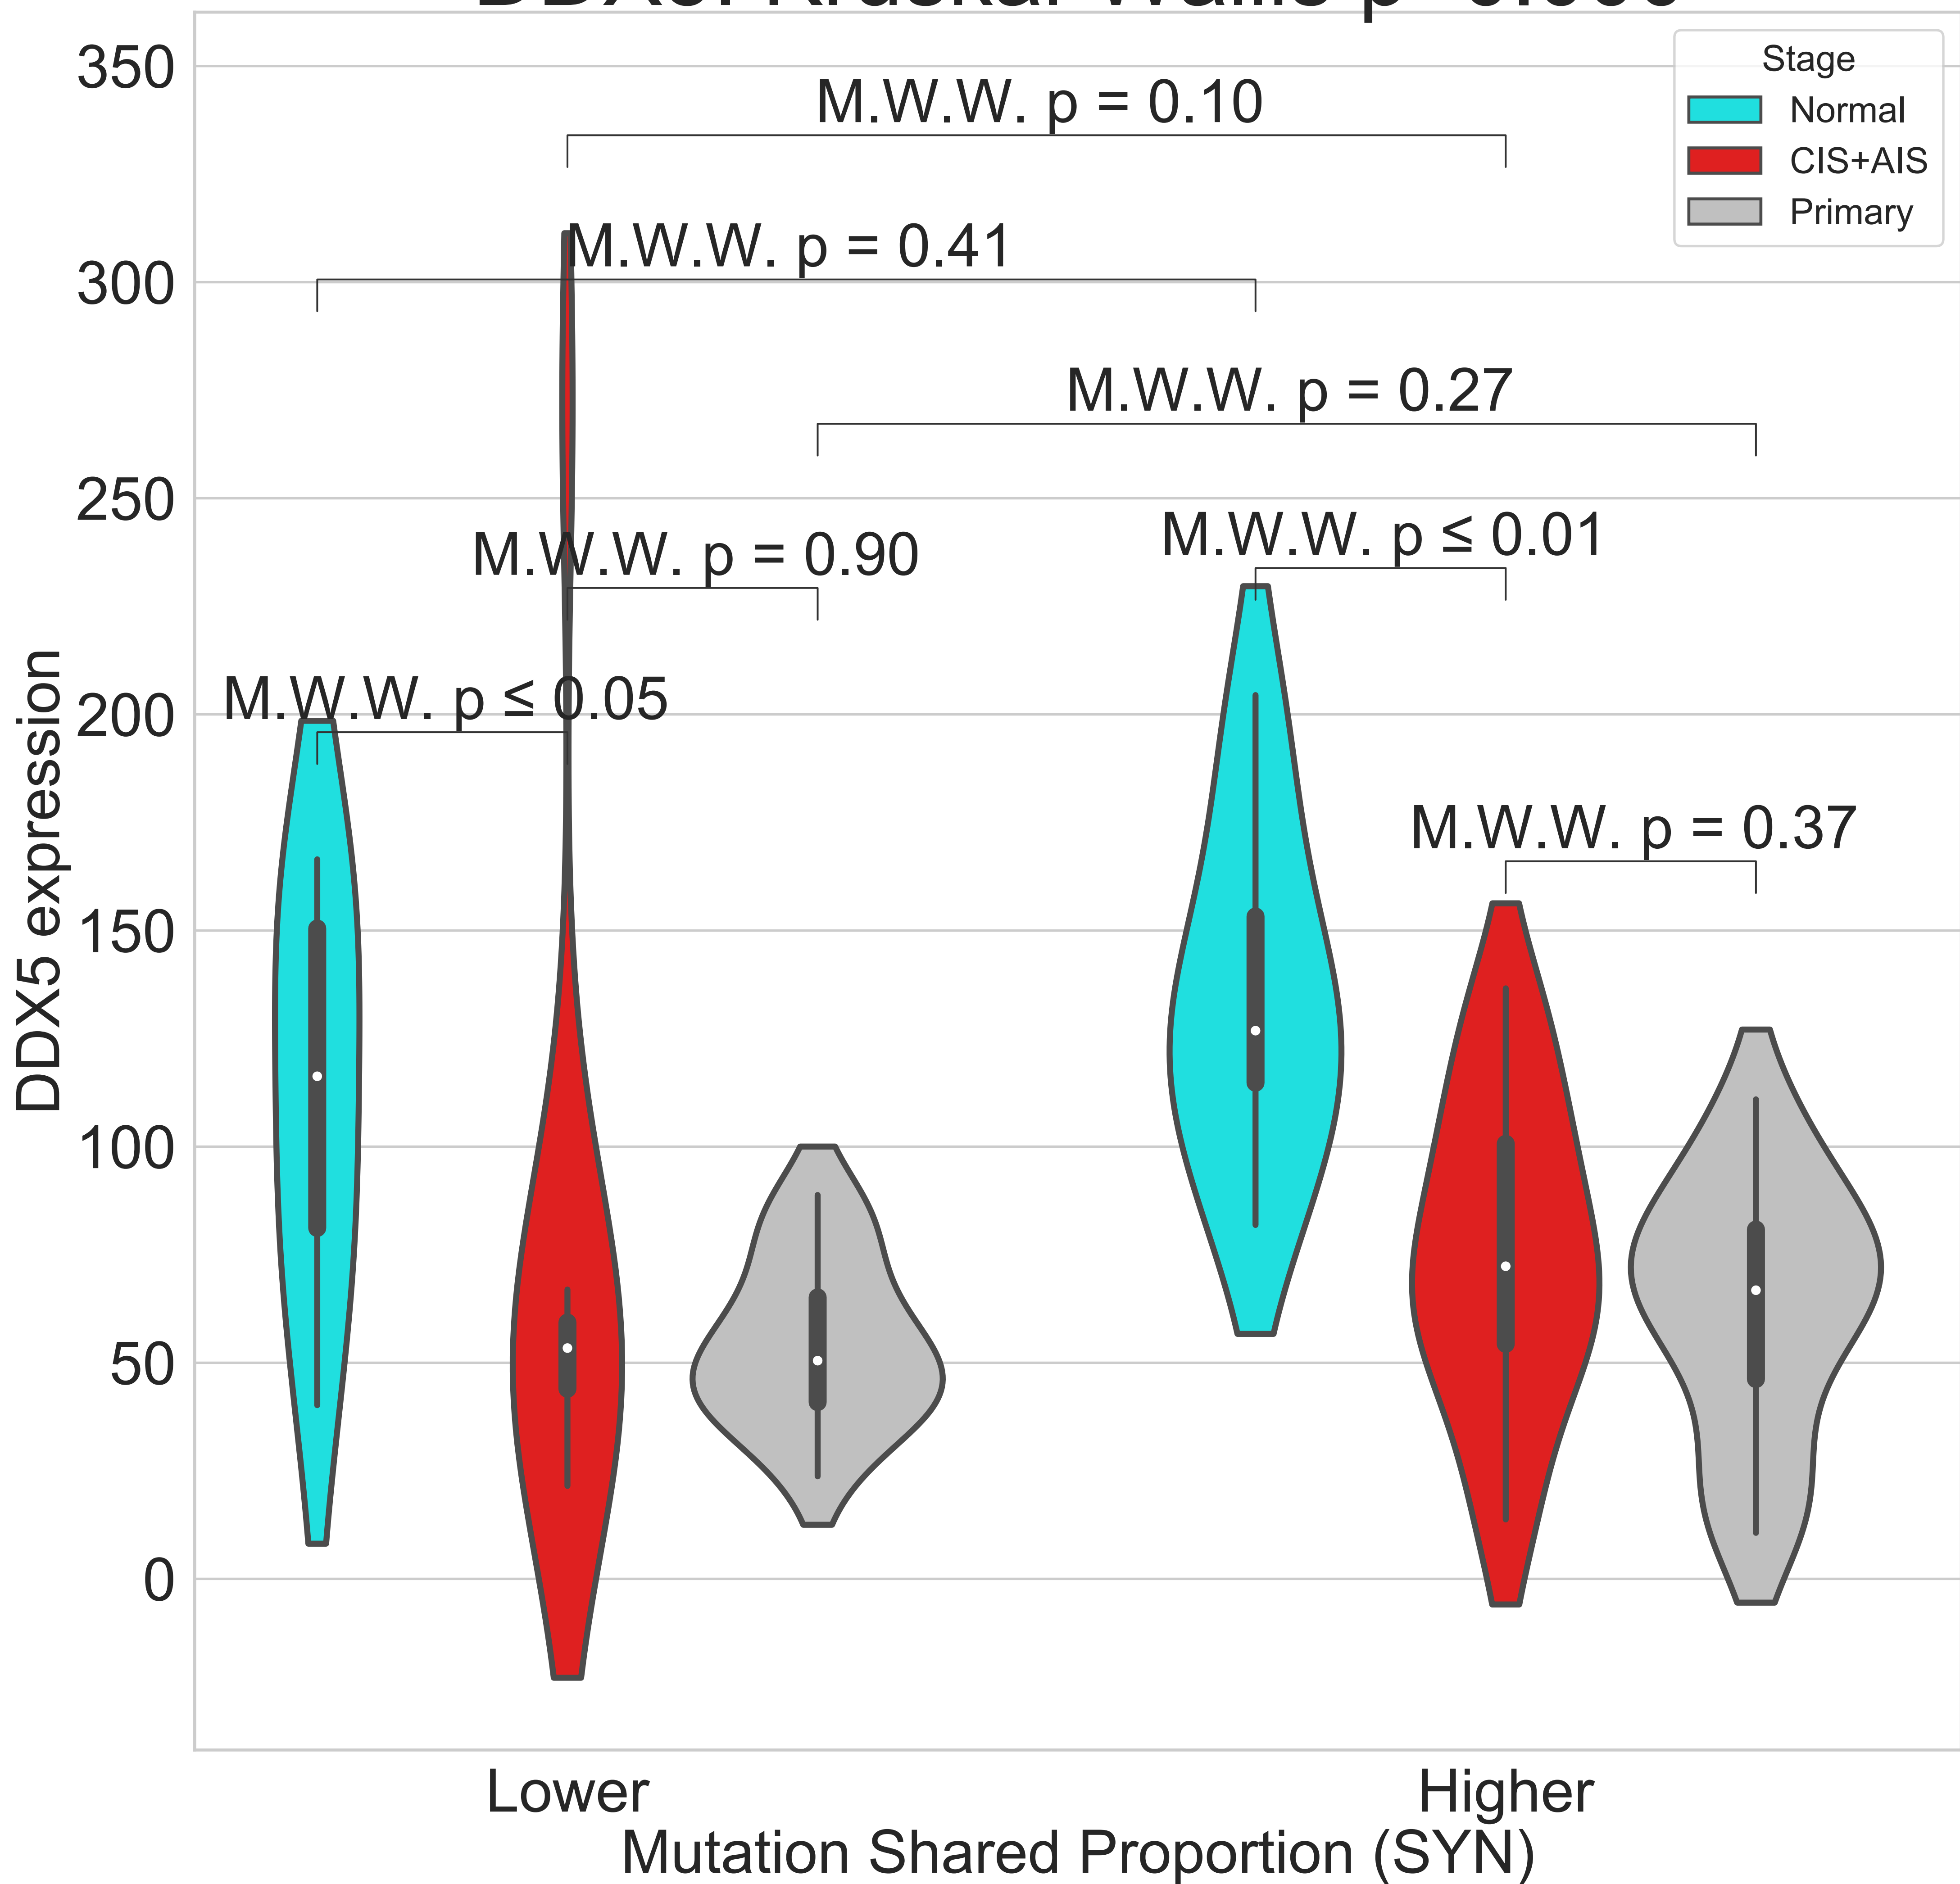 350
300
250
200
150
100
50
0
DDX5 expression
M.W.W. p = 0.10
M.W.W. p = 0.41
M.W.W. p = 0.27
M.W.W. p ≤ 0.01
M.W.W. p = 0.90
M.W.W. p ≤ 0.05
M.W.W. p = 0.37
Stage
Normal
CIS+AIS
Primary
Lower
Higher
Mutation Shared Proportion (SYN)